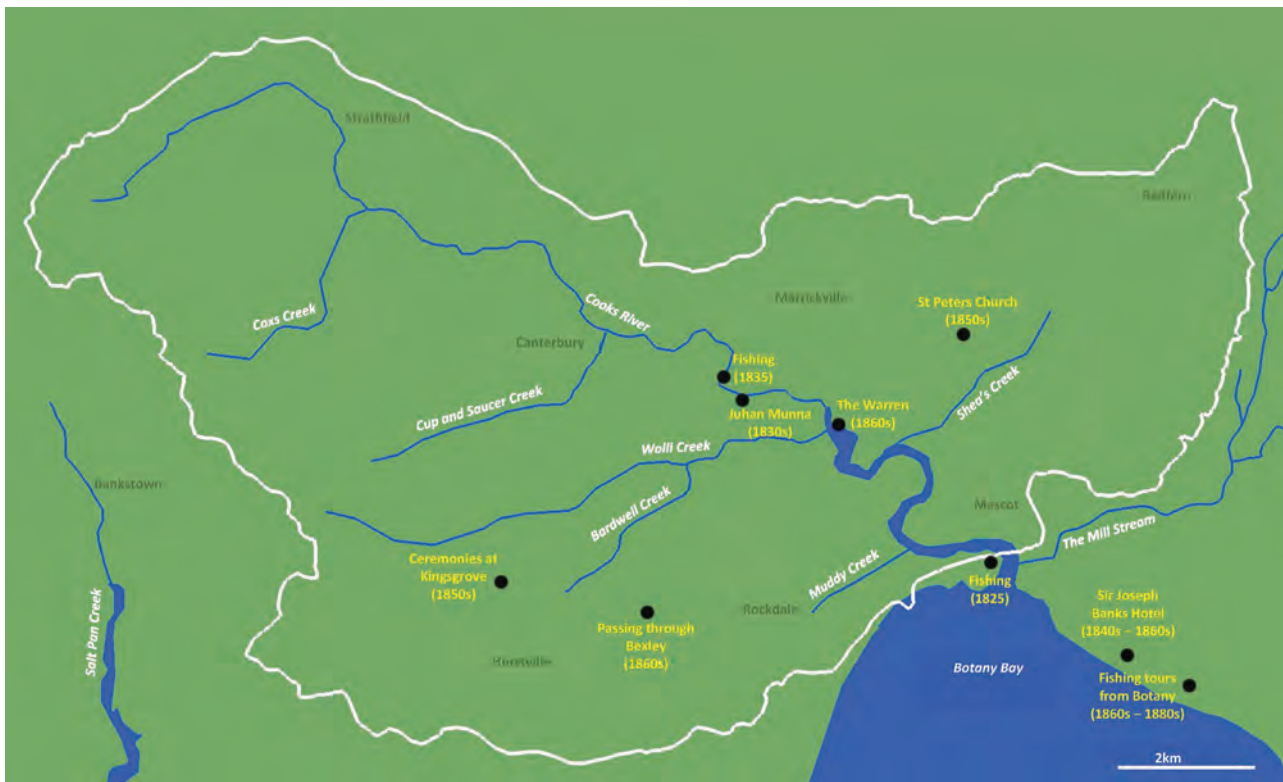 Strathfield
Redfern
Coxs Creek
Cooks River
Marrickville
St Peters Church
(1850s)
Canterbury
Fishing
(1835)
Cup and Saucer Creek
Juhan Munna
(1830s)
The Warren
(1860s)
Shea's Creek
Wolli Creek
Bankstown
Bardwell Creek
Mascot
The Mill Stream
Ceremonies at
Kingsgrove
(1850s)
Muddy Creek
Fishing
(1825)
Rockdale
Sir Joseph
Banks Hotel
(1840s – 1860s)
Passing through
Bexley
(1860s)
Salt Pan Creek
Hurstville
Botany Bay
Fishing tours
from Botany
(1860s – 1880s)
2km